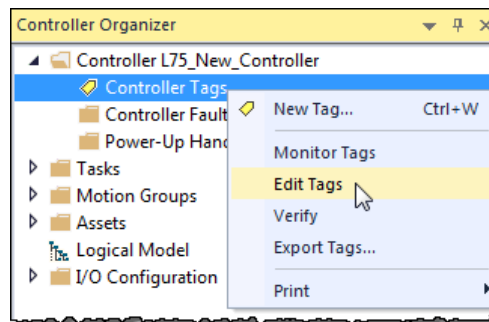 Controller Organizer
Controller L75_New_Controller
Controller Tags
Controller Fault
Power-Up Hand
Tasks
Motion Groups
Assets
Logical Model
I/O Configuration
New Tag... Ctrl+W
Monitor Tags
Edit Tags
Verify
Export Tags...
Print